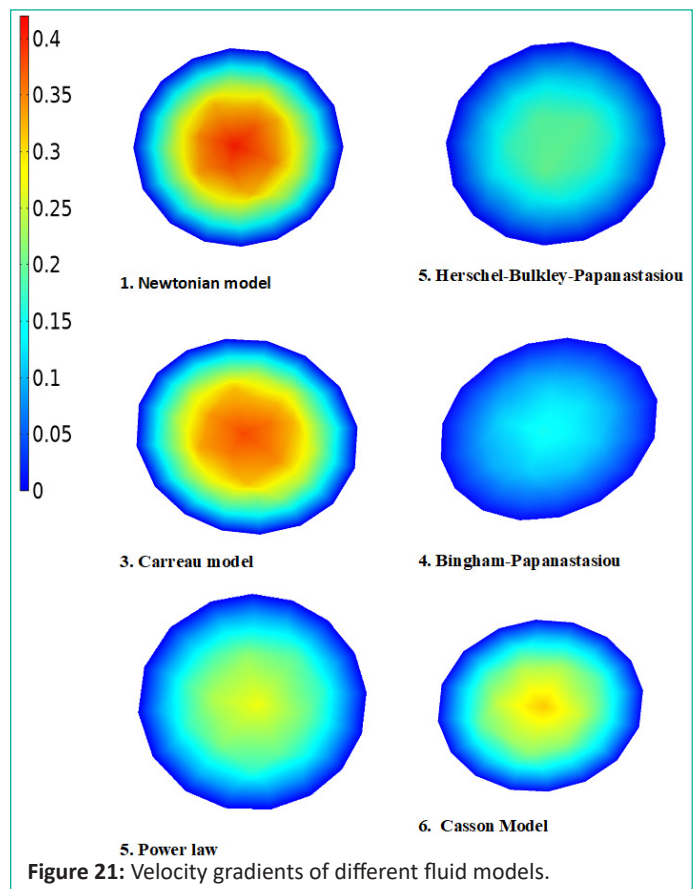 0.4
0.35
0.3
0.25
0.2
0.15
0.1
0.05
0
1. Newtonian model
5. Herschel-Bulkley-Papanastasiou
3. Carreau model
4. Bingham-Papanastasiou
5. Power law
6. Casson Model
Figure 21: Velocity gradients of different fluid models.